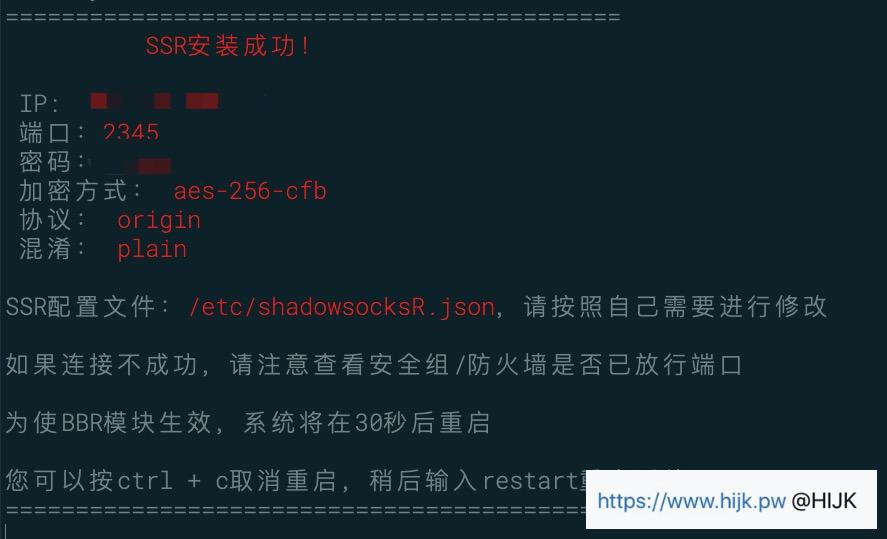 ============================================
SSR安装成功！
IP:
端口：2345
密码：
加密方式： aes-256-cfb
协议： origin
混淆： plain
SSR配置文件：/etc/shadowsocksR.json，请按照自己需要进行修改
如果连接不成功，请注意查看安全组/防火墙是否已放行端口
为使BBR模块生效，系统将在30秒后重启
您可以按ctrl + c取消重启，稍后输入restart
https://www.hijk.pw @HIJK
==========================================